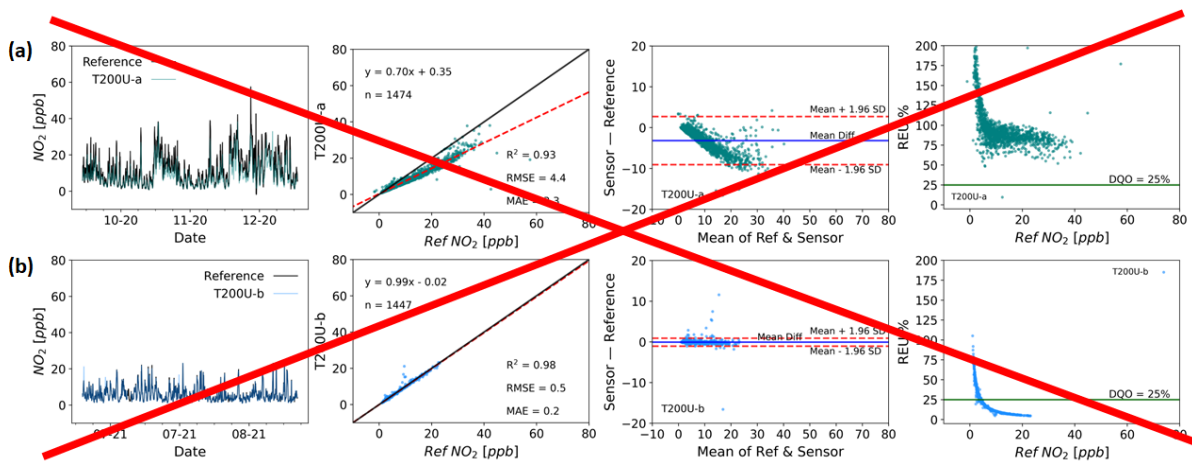 (a)
80
60
40
20
0
NO2 [ppb]
Reference
T200U-a
10-20
11-20
12-20
Date
80
60
40
20
0
y = 0.70x + 0.35
n = 1474
R² = 0.93
RMSE = 4.4
0
20
40
60
80
Ref NO2 [ppb]
20
10
0
−10
−20
Sensor — Reference
Mean + 1.96 SD
Mean Diff
Mean - 1.96 SD
T200U-a
−10
0
10
20
30
40
50
60
70
80
Mean of Ref & Sensor
200
175
150
125
100
75
50
25
0
DQO = 25%
T200U-a
0
20
40
60
80
Ref NO2 [ppb]
(b)
80
60
40
20
0
NO2 [ppb]
Reference
T200U-b
07-21
08-21
Date
80
60
40
20
0
T200U-b
y = 0.99x - 0.02
n = 1447
R² = 0.98
RMSE = 0.5
MAE = 0.2
0
20
40
60
80
Ref NO2 [ppb]
20
10
0
−10
−20
Sensor — Reference
Mean + 1.96 SD
Mean Diff
Mean - 1.96 SD
T200U-b
−10
0
10
20
30
40
50
60
70
80
Mean of Ref & Sensor
200
175
150
125
100
75
50
25
0
T200U-b
DQO = 25%
0
20
40
60
80
Ref NO2 [ppb]